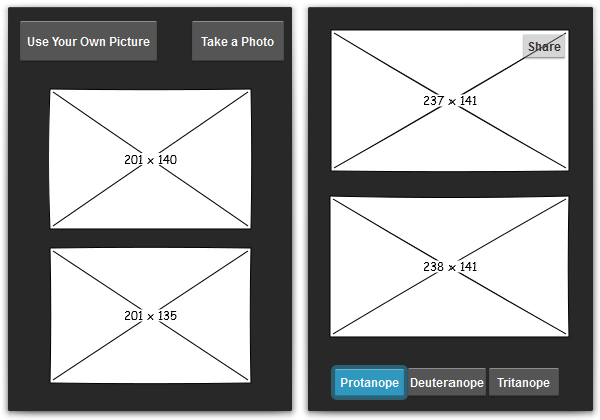 Use Your Own Picture
Take a Photo
201 × 140
201 × 135
Share
237 × 141
238 × 141
Protanope
Deuteranope
Tritanope